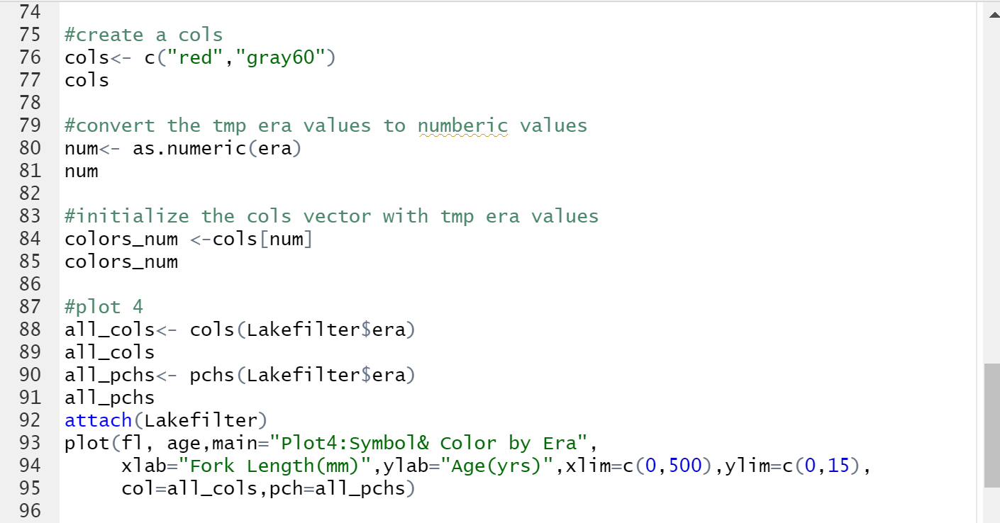 74
75 #create a cols
76 cols<- c("red","gray60")
77 cols
78
79 #convert the tmp era values to numberic values
80 num<- as.numeric(era)
81 num
82
83 #initialize the cols vector with tmp era values
84 colors_num <-cols[num]
85 colors_num
86
87 #plot 4
88 all_cols<- cols(Lakefilter$era)
89 all_cols
90 all_pchs<- pchs(Lakefilter$era)
91 all_pchs
92 attach(Lakefilter)
93 plot(fl, age,main="Plot4:Symbol& Color by Era",
94      xlab="Fork Length(mm)",ylab="Age(yrs)",xlim=c(0,500),ylim=c(0,15),
95      col=all_cols,pch=all_pchs)
96